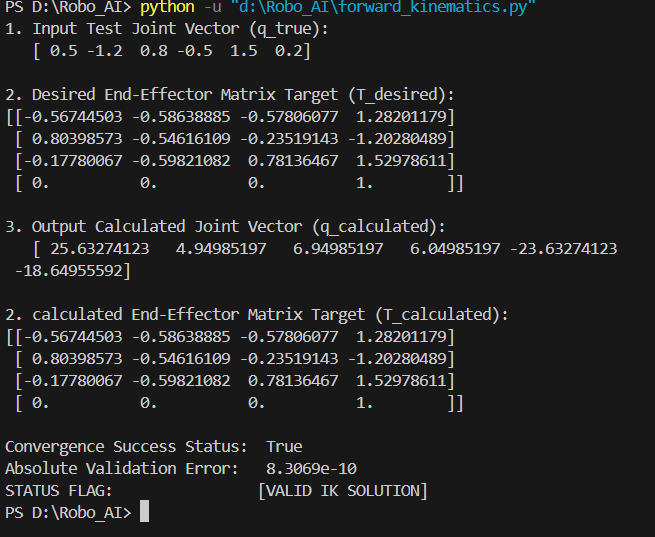 PS D:\Robo_AI> python -u "d:\Robo_AI\forward_kinematics.py"
1. Input Test Joint Vector (q_true):
[ 0.5 -1.2  0.8 -0.5  1.5  0.2]
2. Desired End-Effector Matrix Target (T_desired):
[[-0.56744503 -0.58638885 -0.57806077  1.28201179]
[ 0.80398573 -0.54616109 -0.23519143 -1.20280489]
[-0.17780067 -0.59821082  0.78136467  1.52978611]
[ 0.          0.          0.          1.        ]]
3. Output Calculated Joint Vector (q_calculated):
[ 25.63274123   4.94985197   6.94985197   6.04985197 -23.63274123
-18.64955592]
2. calculated End-Effector Matrix Target (T_calculated):
[[-0.56744503 -0.58638885 -0.57806077  1.28201179]
[ 0.80398573 -0.54616109 -0.23519143 -1.20280489]
[-0.17780067 -0.59821082  0.78136467  1.52978611]
[ 0.          0.          0.          1.        ]]
Convergence Success Status:  True
Absolute Validation Error:   8.3069e-10
STATUS FLAG:                [VALID IK SOLUTION]
PS D:\Robo_AI>